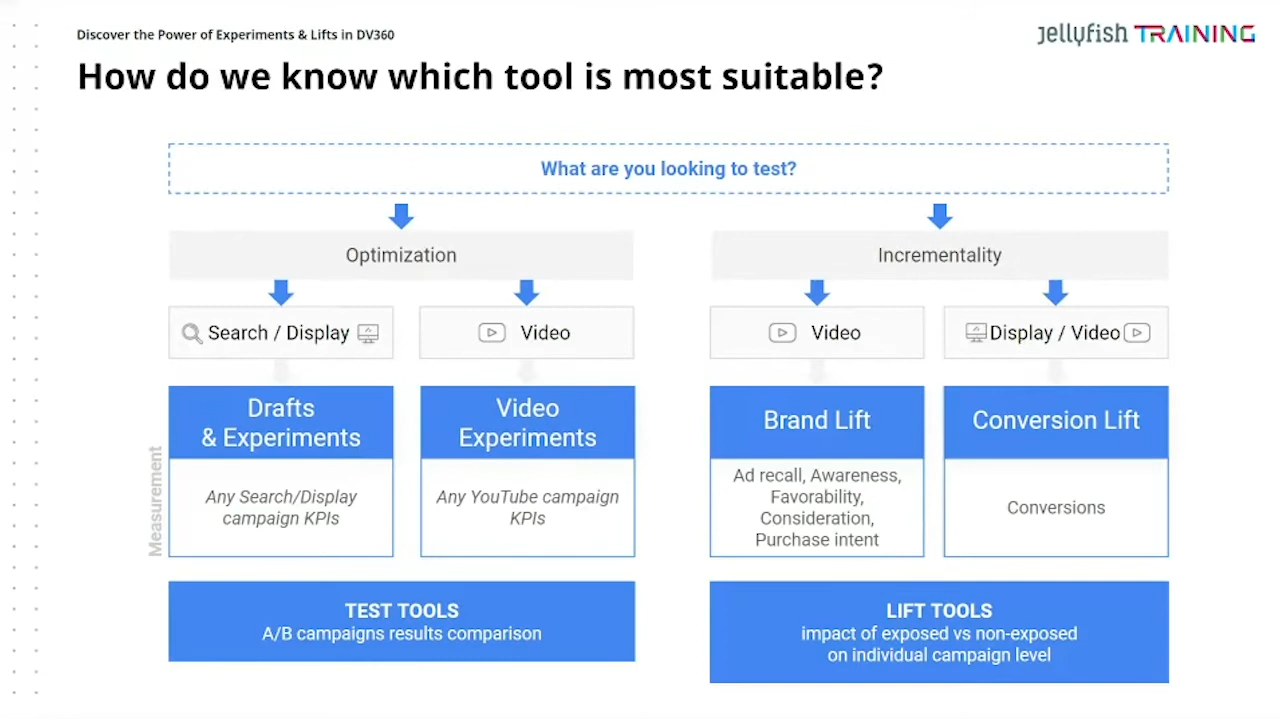 Discover the Power of Experiments & Lifts in DV360
jellyfish TRAINING
How do we know which tool is most suitable?
What are you looking to test?
Optimization
Incrementality
Search / Display
Video
Video
Display / Video
Drafts
& Experiments
Video
Experiments
Brand Lift
Conversion Lift
Measurement
Any Search/Display
campaign KPIs
Any YouTube campaign
KPIs
Ad recall, Awareness,
Favorability,
Consideration,
Purchase intent
Conversions
TEST TOOLS
A/B campaigns results comparison
LIFT TOOLS
impact of exposed vs non-exposed
on individual campaign level